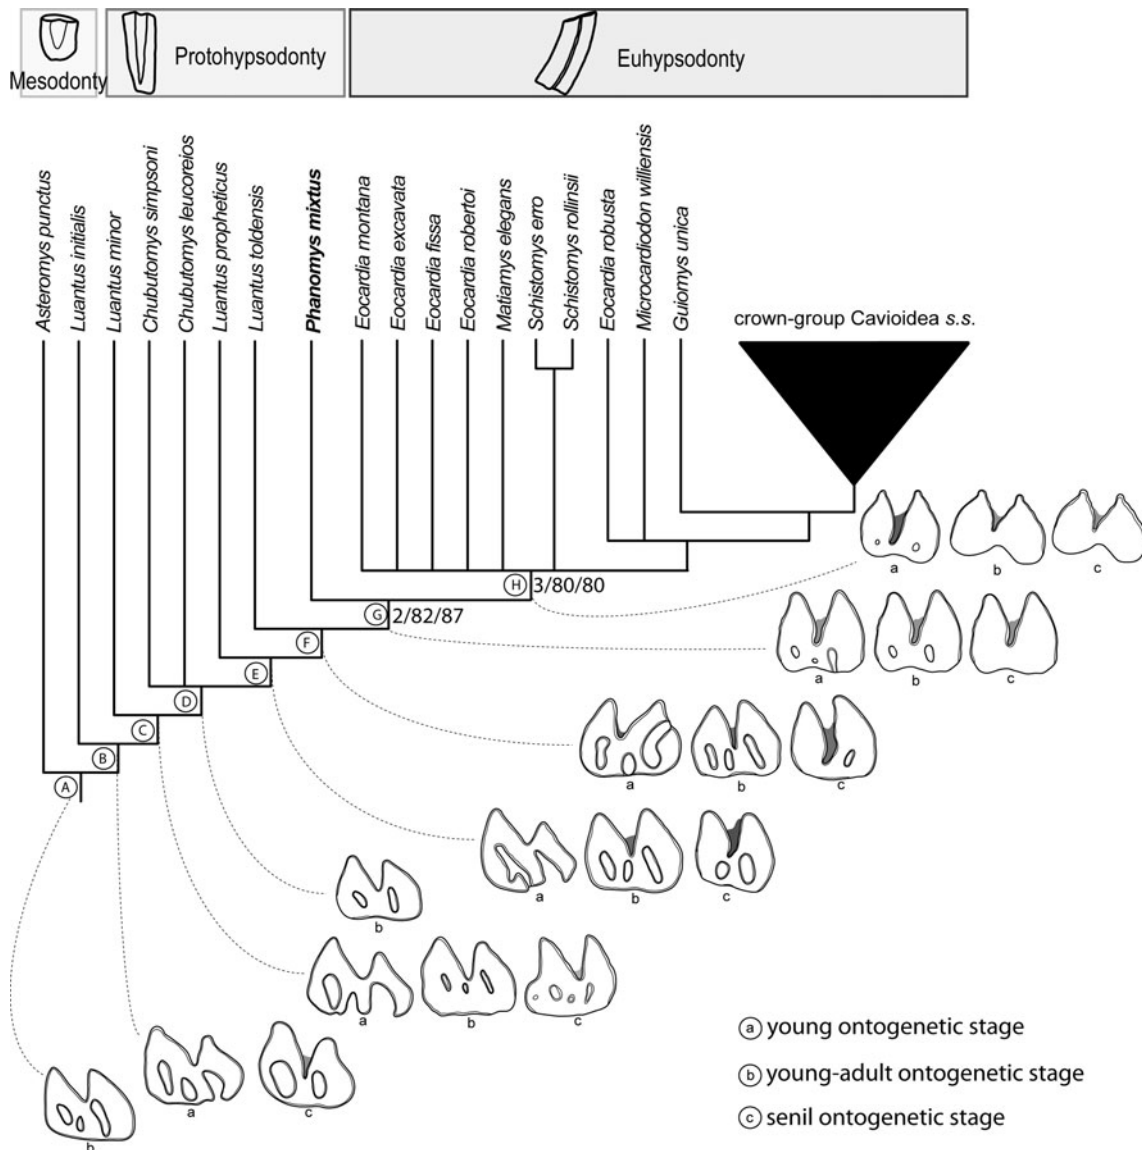 Mesodonty
Protohypsodonty
Euhypsodonty
Asteromys punctus
Luantus initialis
Luantus minor
Chubutomys simpsoni
Chubutomys leucoreios
Luantus propheticus
Luantus toldensis
Phanomys mixtus
Eocardia montana
Eocardia excavata
Eocardia fissa
Eocardia robertoi
Matiamys elegans
Schistomys erro
Schistomys rollinsii
Eocardia robusta
Microcardiodon williensis
Guiomys unica
crown-group Cavioidea s.s.
H 3/80/80
a b c
G 2/82/87
a b c
F
a b c
E
a b c
D
b
C
a b c
B
a c
A
b
a young ontogenetic stage
b young-adult ontogenetic stage
c senil ontogenetic stage